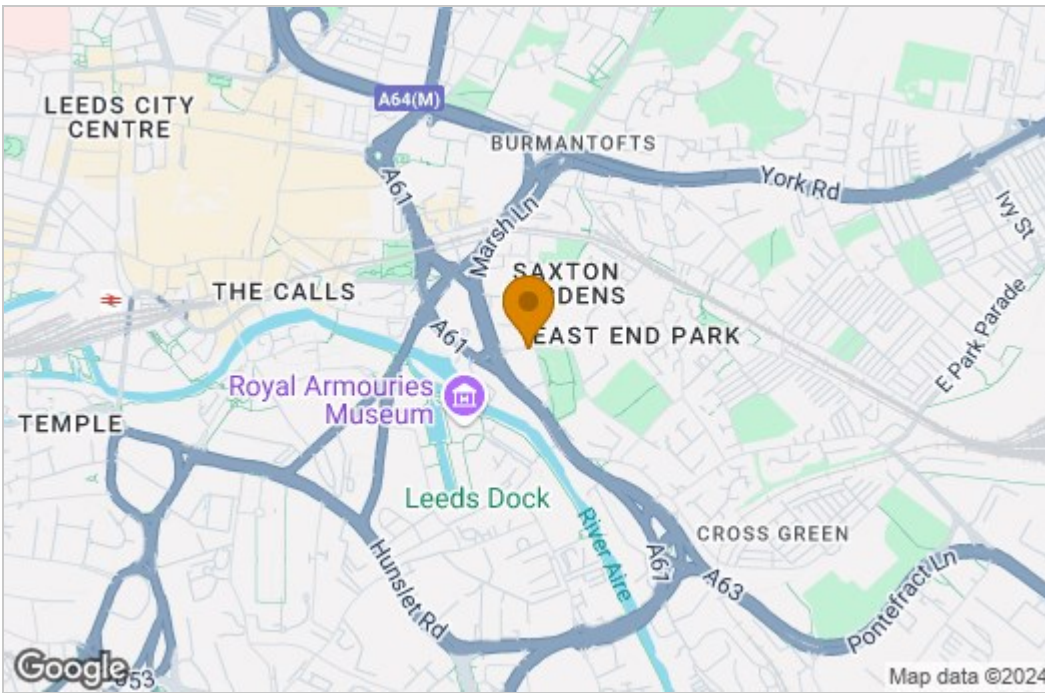 LEEDS CITY
CENTRE
A64(M)
BURMANTOFTS
York Rd
Ivy St
A61
Marsh Ln
SAXTON
DENS
THE CALLS
EAST END PARK
A61
E Park Parade
Royal Armouries
Museum
TEMPLE
Leeds Dock
River Aire
CROSS GREEN
A61
A63
Hunslet Rd
Pontefract Ln
Google
Map data ©2024